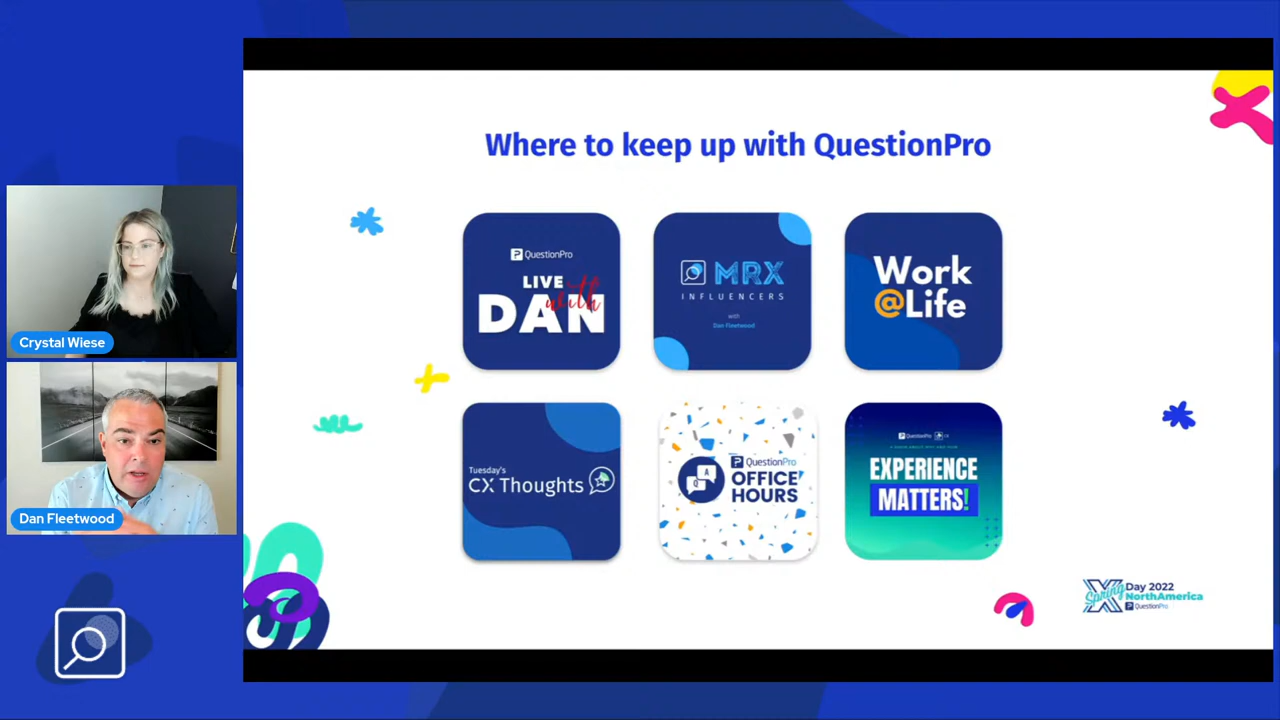 Where to keep up with QuestionPro
QuestionPro
LIVE with
DAN
MRX
INFLUENCERS
with
Dan Fleetwood
Work
@Life
Crystal Wiese
Dan Fleetwood
Tuesday's
CX Thoughts
A
Q
QuestionPro
OFFICE
HOURS
QuestionPro CX
EXPERIENCE
MATTERS!
Spring X Day 2022
NorthAmerica
QuestionPro